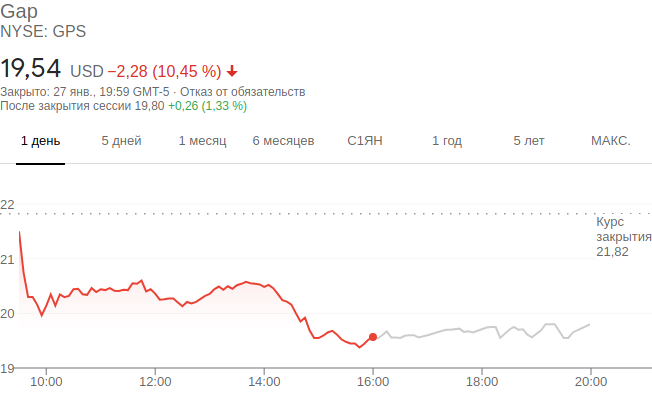 Gap
NYSE: GPS
19,54 USD −2,28 (10,45 %)
Закрыто: 27 янв., 19:59 GMT-5 · Отказ от обязательств
После закрытия сессии 19,80 +0,26 (1,33 %)
1 день 5 дней 1 месяц 6 месяцев С1ЯН 1 год 5 лет МАКС.
22
Курс
закрытия
21,82
21
20
19
10:00 12:00 14:00 16:00 18:00 20:00